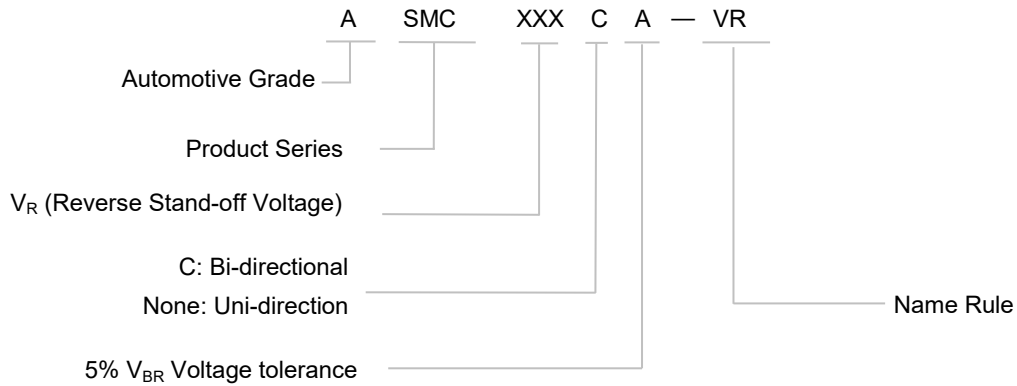 A SMC XXX C A — VR
Automotive Grade
Product Series
VR (Reverse Stand-off Voltage)
C: Bi-directional
None: Uni-direction
Name Rule
5% VBR Voltage tolerance